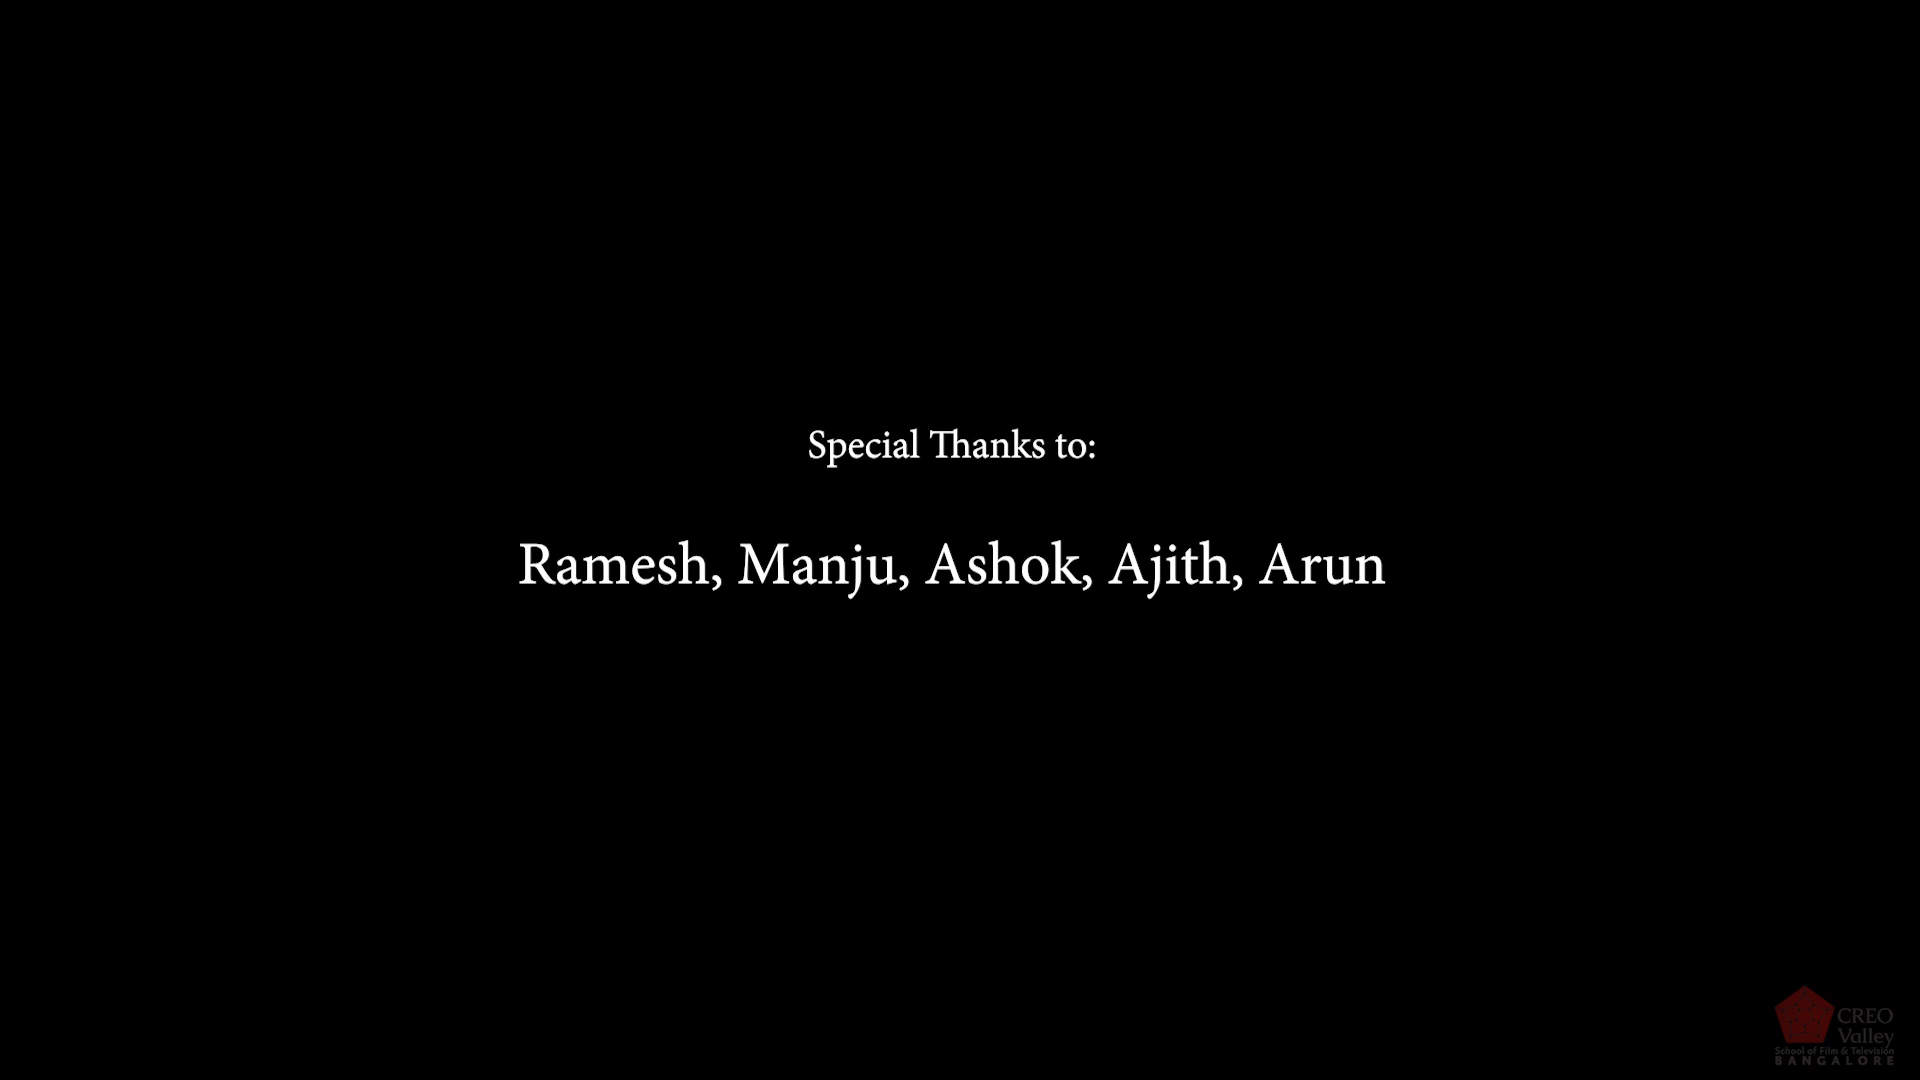 Special Thanks to:
Ramesh, Manju, Ashok, Ajith, Arun
CREO
Valley
School of Film & Television
BANGALORE